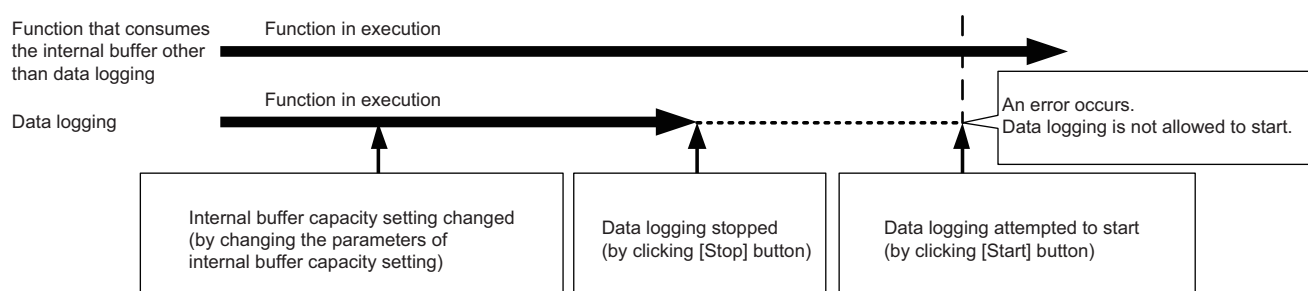 Function that consumes
the internal buffer other
than data logging
Function in execution
Data logging
Function in execution
An error occurs.
Data logging is not allowed to start.
Internal buffer capacity setting changed
(by changing the parameters of
internal buffer capacity setting)
Data logging stopped
(by clicking [Stop] button)
Data logging attempted to start
(by clicking [Start] button)